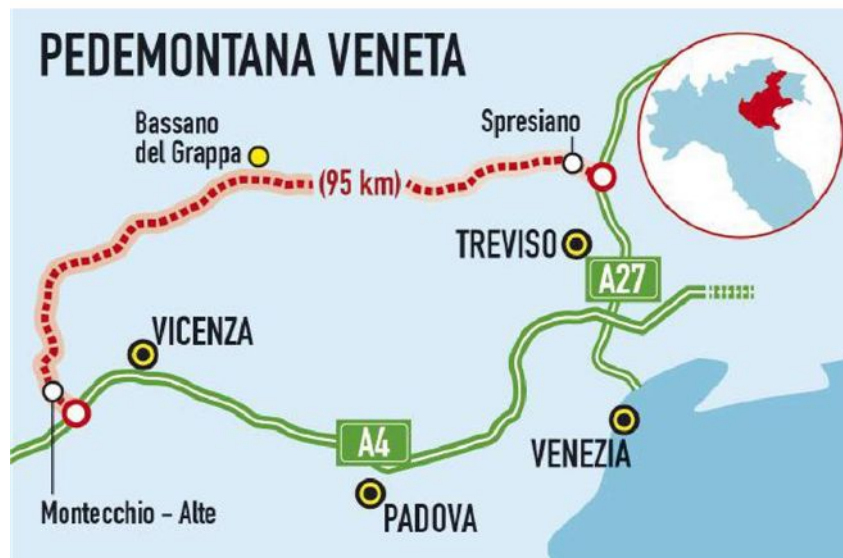 PEDEMONTANA VENETA
Bassano
del Grappa
Spresiano
(95 km)
TREVISO
A27
VICENZA
A4
VENEZIA
Montecchio – Alte
PADOVA